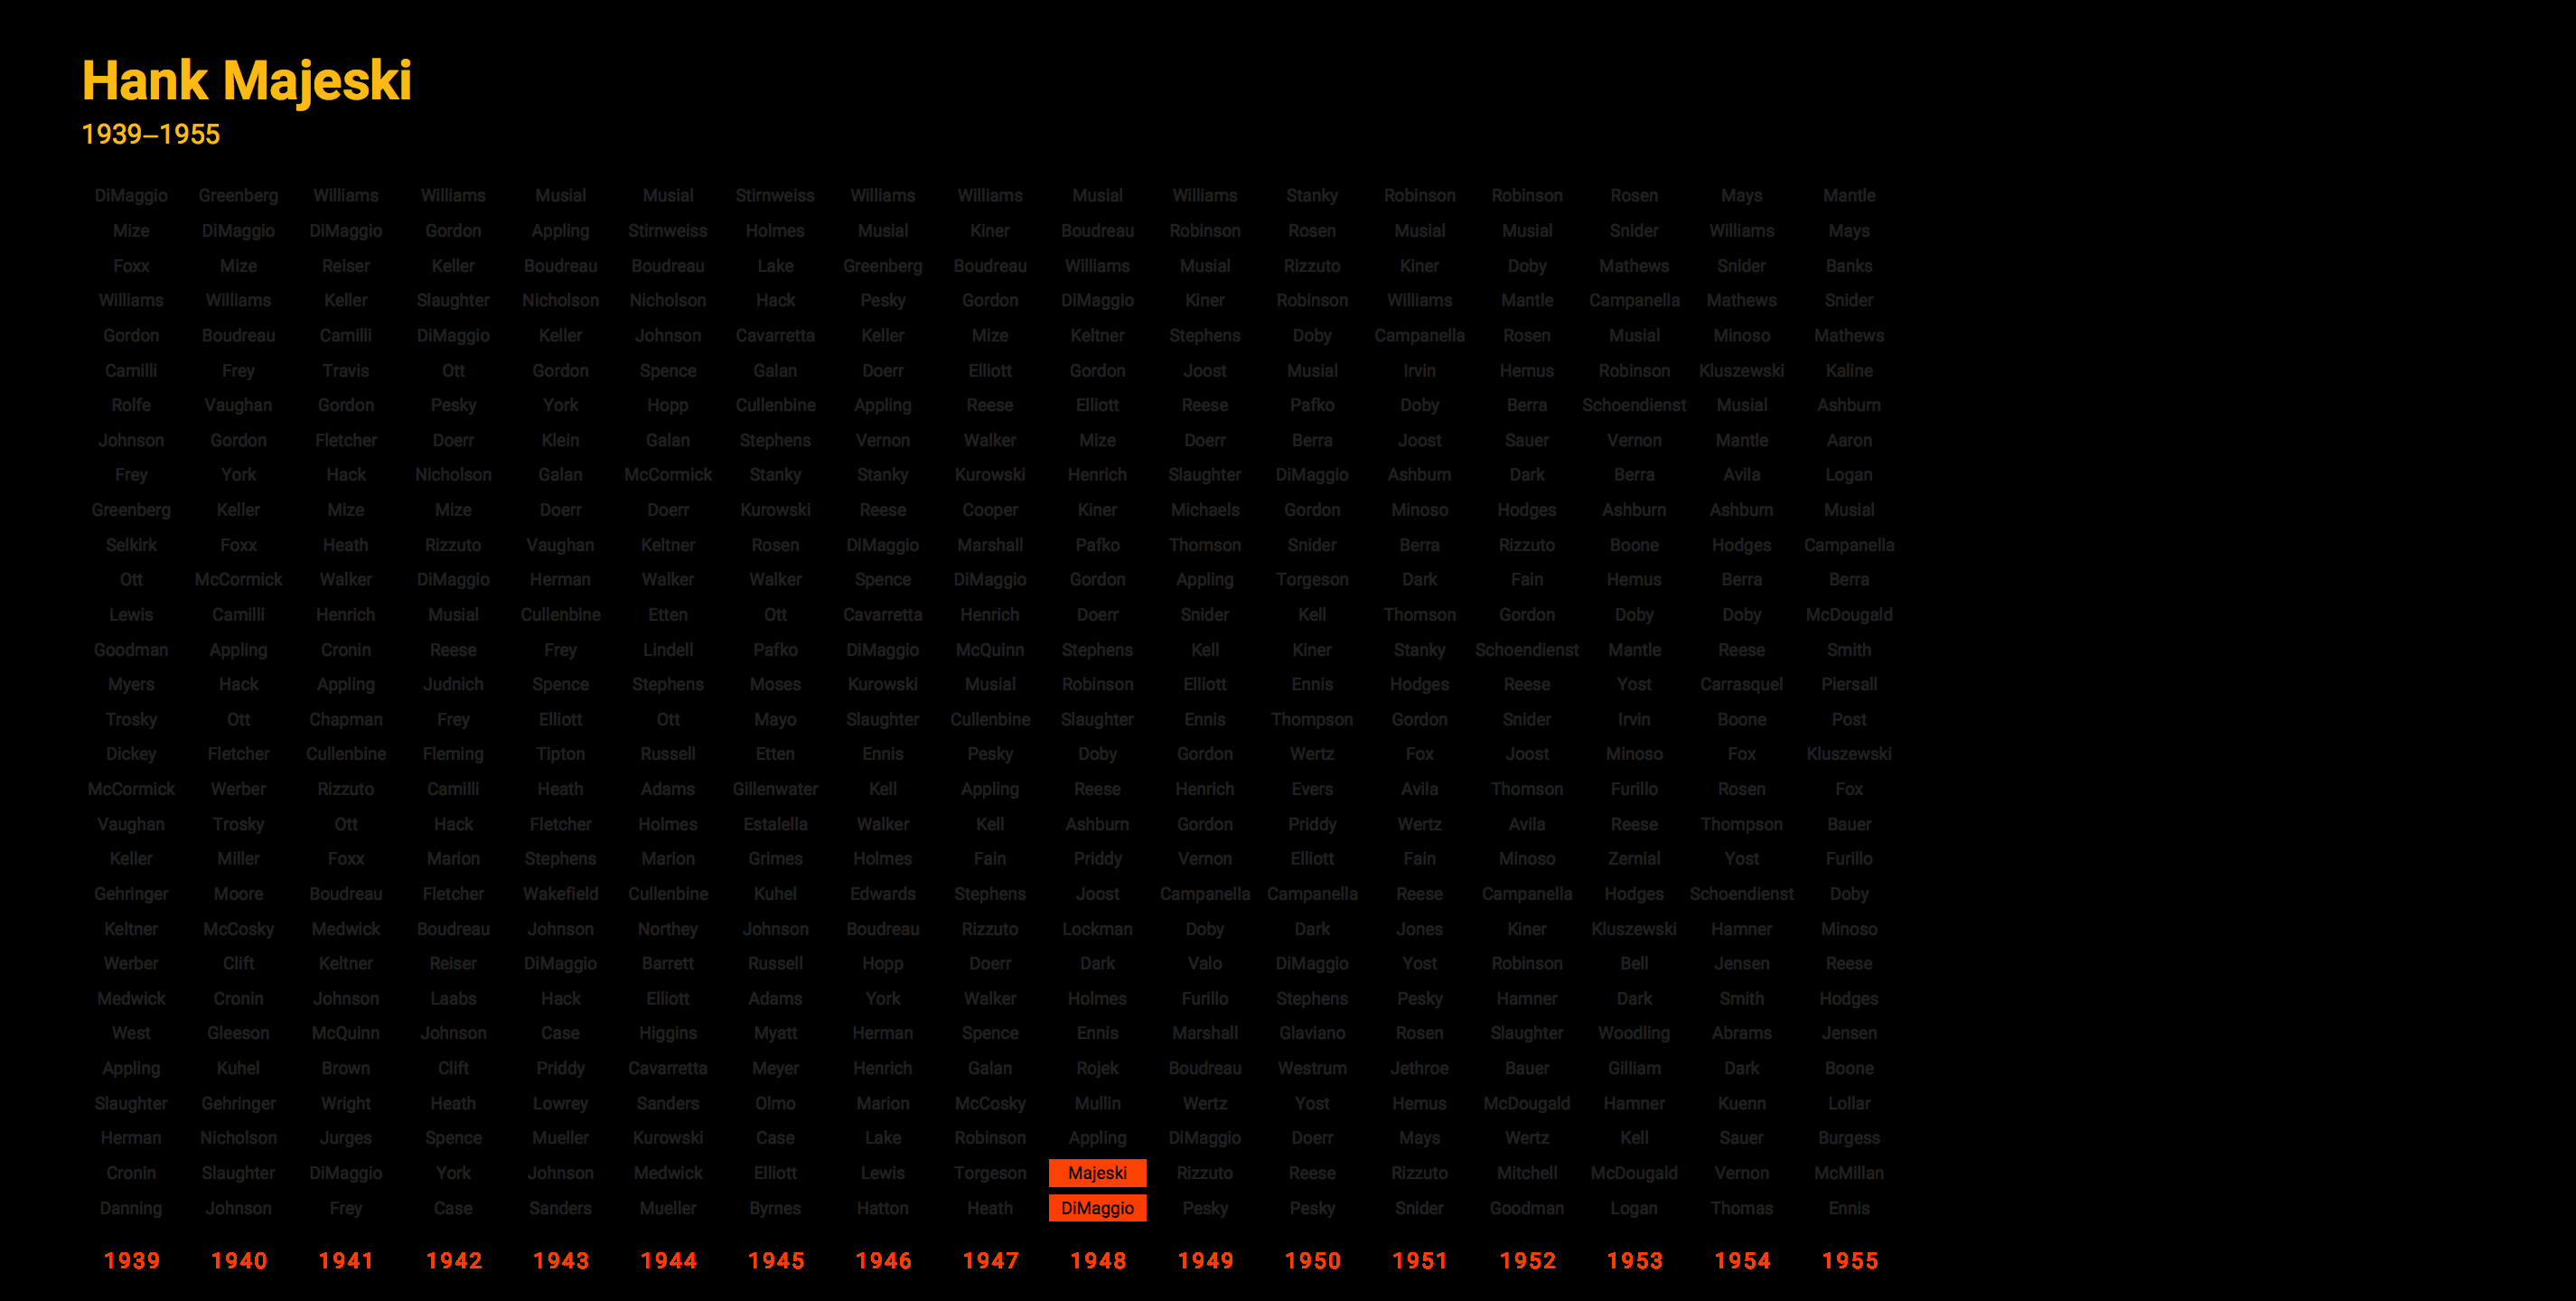 Hank Majeski
1939–1955
DiMaggio Greenberg Williams Williams Musial Musial Stirnweiss Williams Williams Musial Williams Stanky Robinson Robinson Rosen Mays Mantle
Mize DiMaggio DiMaggio Gordon Appling Stirnweiss Holmes Musial Kiner Boudreau Robinson Rosen Musial Musial Snider Williams Mays
Foxx Mize Reiser Keller Boudreau Boudreau Lake Greenberg Boudreau Williams Musial Rizzuto Kiner Doby Mathews Snider Banks
Williams Williams Keller Slaughter Nicholson Nicholson Hack Pesky Gordon DiMaggio Kiner Robinson Williams Mantle Campanella Mathews Snider
Gordon Boudreau Camilli DiMaggio Keller Johnson Cavarretta Keller Mize Keltner Stephens Doby Campanella Rosen Musial Minoso Mathews
Camilli Frey Travis Ott Gordon Spence Galan Doerr Elliott Gordon Joost Musial Irvin Hemus Robinson Kluszewski Kaline
Rolfe Vaughan Gordon Pesky York Hopp Cullenbine Appling Reese Elliott Reese Pafko Doby Berra Schoendienst Musial Ashburn
Johnson Gordon Fletcher Doerr Klein Galan Stephens Vernon Walker Mize Doerr Berra Joost Sauer Vernon Mantle Aaron
Frey York Hack Nicholson Galan McCormick Stanky Stanky Kurowski Henrich Slaughter DiMaggio Ashburn Dark Berra Avila Logan
Greenberg Keller Mize Mize Doerr Doerr Kurowski Reese Cooper Kiner Michaels Gordon Minoso Hodges Ashburn Ashburn Musial
Selkirk Foxx Heath Rizzuto Vaughan Keltner Rosen DiMaggio Marshall Pafko Thomson Snider Berra Rizzuto Boone Hodges Campanella
Ott McCormick Walker DiMaggio Herman Walker Walker Spence DiMaggio Gordon Appling Torgeson Dark Fain Hemus Berra Berra
Lewis Camilli Henrich Musial Cullenbine Etten Ott Cavarretta Henrich Doerr Snider Kell Thomson Gordon Doby Doby McDougald
Goodman Appling Cronin Reese Frey Lindell Pafko DiMaggio McQuinn Stephens Kell Kiner Stanky Schoendienst Mantle Reese Smith
Myers Hack Appling Judnich Spence Stephens Moses Kurowski Musial Robinson Elliott Ennis Hodges Reese Yost Carrasquel Piersall
Trosky Ott Chapman Frey Elliott Ott Mayo Slaughter Cullenbine Slaughter Ennis Thompson Gordon Snider Irvin Boone Post
Dickey Fletcher Cullenbine Fleming Tipton Russell Etten Ennis Pesky Doby Gordon Wertz Fox Joost Minoso Fox Kluszewski
McCormick Werber Rizzuto Camilli Heath Adams Gillenwater Kell Appling Reese Henrich Evers Avila Thomson Furillo Rosen Fox
Vaughan Trosky Ott Hack Fletcher Holmes Estalella Walker Kell Ashburn Gordon Priddy Wertz Avila Reese Thompson Bauer
Keller Miller Foxx Marion Stephens Marion Grimes Holmes Fain Priddy Vernon Elliott Fain Minoso Zernial Yost Furillo
Gehringer Moore Boudreau Fletcher Wakefield Cullenbine Kuhel Edwards Stephens Joost Campanella Campanella Reese Campanella Hodges Schoendienst Doby
Keltner McCosky Medwick Boudreau Johnson Northey Johnson Boudreau Rizzuto Lockman Doby Dark Jones Kiner Kluszewski Hamner Minoso
Werber Clift Keltner Reiser DiMaggio Barrett Russell Hopp Doerr Dark Valo DiMaggio Yost Robinson Bell Jensen Reese
Medwick Cronin Johnson Laabs Hack Elliott Adams York Walker Holmes Furillo Stephens Pesky Hamner Dark Smith Hodges
West Gleeson McQuinn Johnson Case Higgins Myatt Herman Spence Ennis Marshall Glaviano Rosen Slaughter Woodling Abrams Jensen
Appling Kuhel Brown Clift Priddy Cavarretta Meyer Henrich Galan Rojek Boudreau Westrum Jethroe Bauer Gilliam Dark Boone
Slaughter Gehringer Wright Heath Lowrey Sanders Olmo Marion McCosky Mullin Wertz Yost Hemus McDougald Hamner Kuenn Lollar
Herman Nicholson Jurges Spence Mueller Kurowski Case Lake Robinson Appling DiMaggio Doerr Mays Wertz Kell Sauer Burgess
Cronin Slaughter DiMaggio York Johnson Medwick Elliott Lewis Torgeson Majeski Rizzuto Reese Rizzuto Mitchell McDougald Vernon McMillan
Danning Johnson Frey Case Sanders Mueller Byrnes Hatton Heath DiMaggio Pesky Pesky Snider Goodman Logan Thomas Ennis
1939 1940 1941 1942 1943 1944 1945 1946 1947 1948 1949 1950 1951 1952 1953 1954 1955